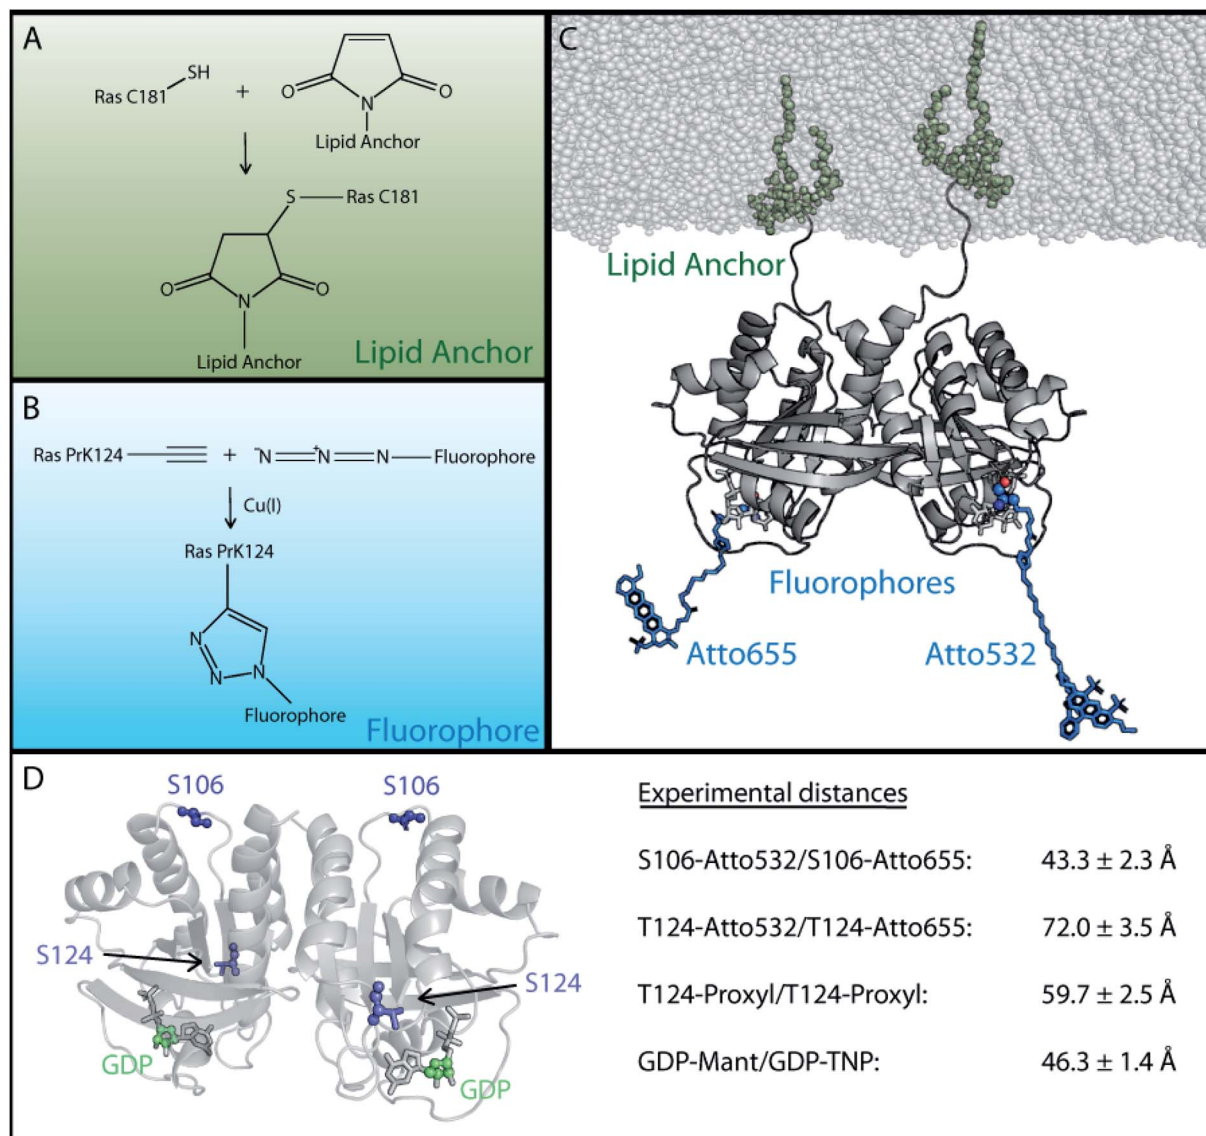 A
Ras C181
SH
+
O
N
O
Lipid Anchor
S
Ras C181
O
N
O
Lipid Anchor
Lipid Anchor
B
Ras PrK124
+
-N
+N
N
Fluorophore
Cu(I)
Ras PrK124
N
N
N
Fluorophore
Fluorophore
C
Lipid Anchor
Fluorophores
Atto655
Atto532
D
S106
S106
S124
S124
GDP
GDP
Experimental distances
S106-Atto532/S106-Atto655: 43.3 ± 2.3 Å
T124-Atto532/T124-Atto655: 72.0 ± 3.5 Å
T124-Proxyl/T124-Proxyl: 59.7 ± 2.5 Å
GDP-Mant/GDP-TNP: 46.3 ± 1.4 Å